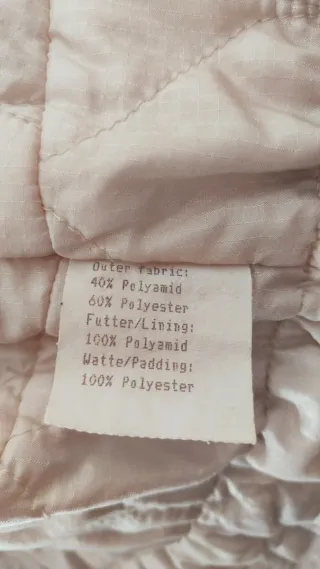 Outer fabric:
40% Polyamid
60% Polyester
Futter/Lining:
100% Polyamid
Watte/Padding:
100% Polyester